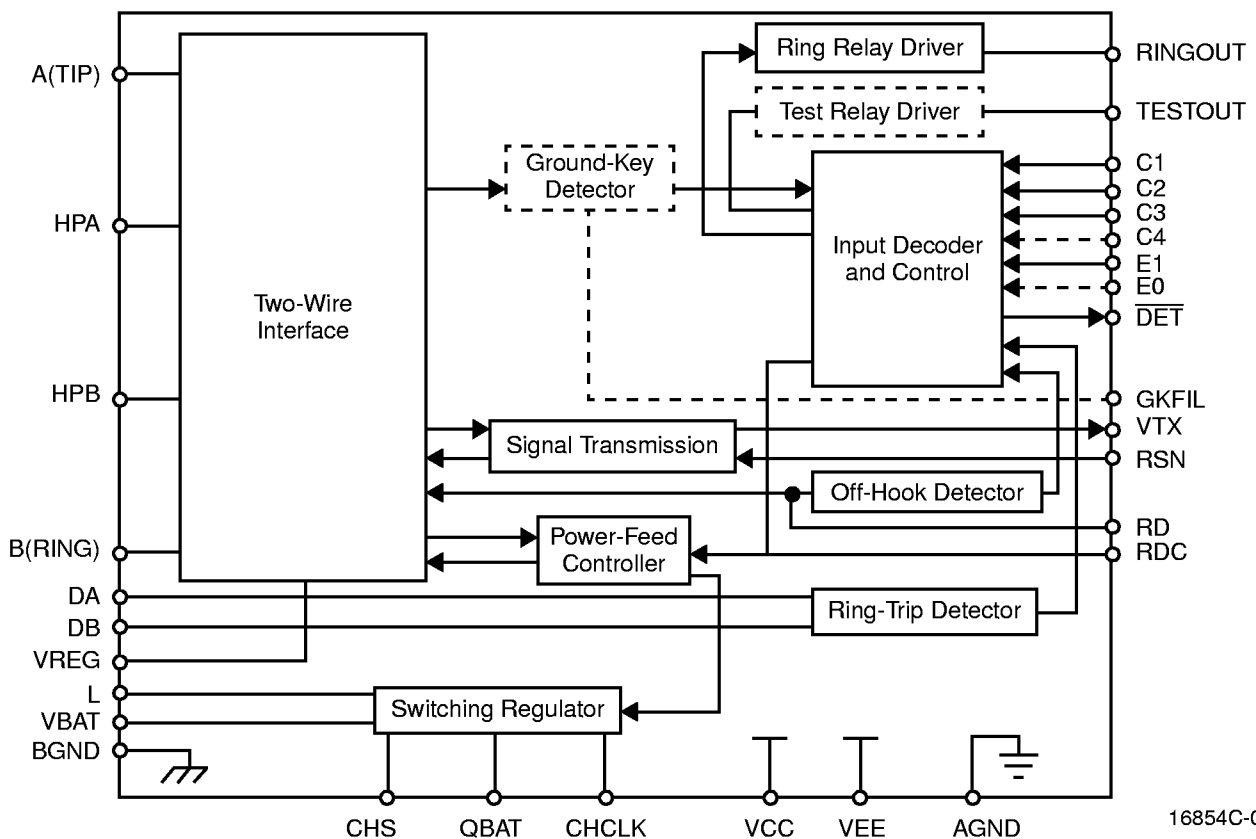 A(TIP)
HPA
HPB
B(RING)
DA
DB
VREG
L
VBAT
BGND
Two-Wire
Interface
Ground-Key
Detector
Signal Transmission
Power-Feed
Controller
Switching Regulator
Ring Relay Driver
Test Relay Driver
Input Decoder
and Control
Off-Hook Detector
Ring-Trip Detector
RINGOUT
TESTOUT
C1
C2
C3
C4
E1
E0
DET
GKFIL
VTX
RSN
RD
RDC
CHS
QBAT
CHCLK
VCC
VEE
AGND